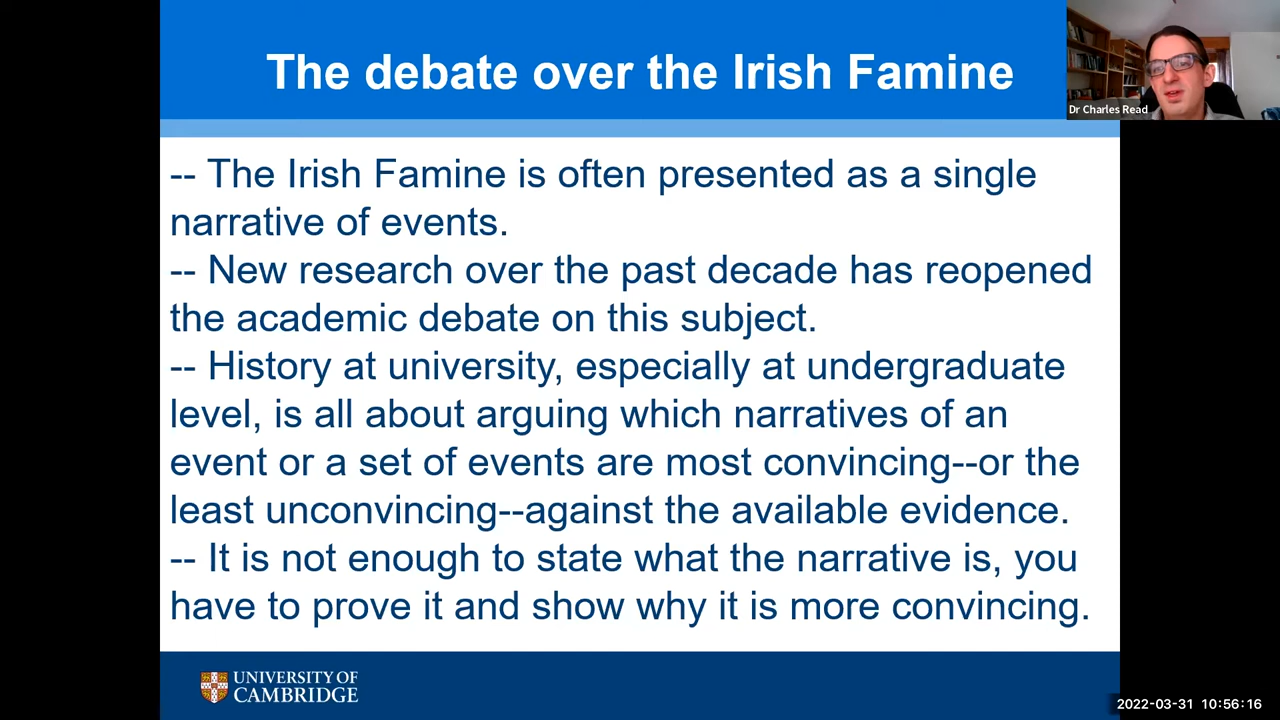 The debate over the Irish Famine
Dr Charles Read
-- The Irish Famine is often presented as a single
narrative of events.
-- New research over the past decade has reopened
the academic debate on this subject.
-- History at university, especially at undergraduate
level, is all about arguing which narratives of an
event or a set of events are most convincing--or the
least unconvincing--against the available evidence.
-- It is not enough to state what the narrative is, you
have to prove it and show why it is more convincing.
UNIVERSITY OF
CAMBRIDGE
2022-03-31 10:56:16